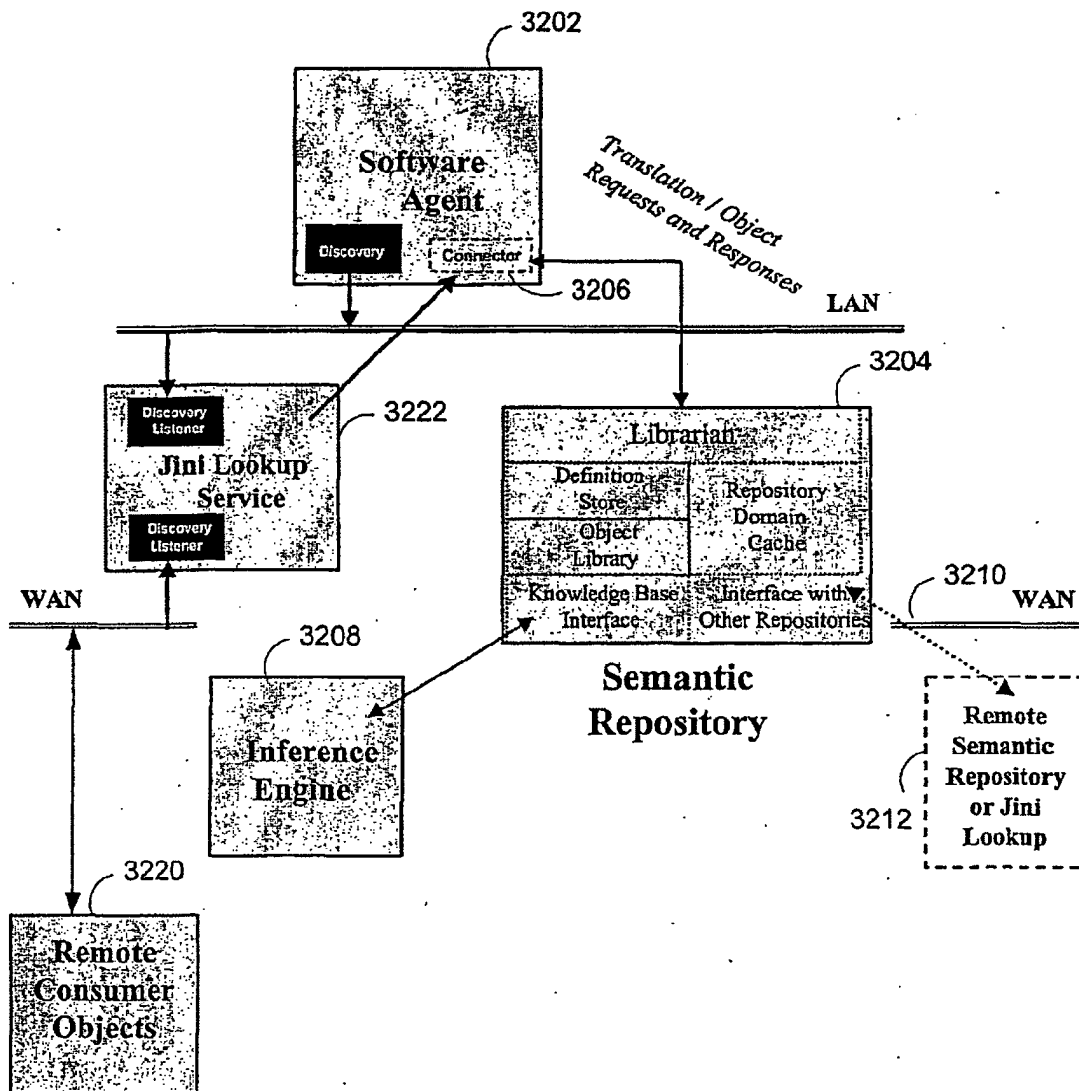 3202
Software
Agent
Discovery
Connector
3206
Translation / Object
Requests and Responses
LAN
3204
Discovery
Listener
3222
Jini Lookup
Service
Discovery
Listener
Librarian
Definition
Store
Object
Library
Repository
Domain
Cache
Knowledge Base
Interface
Interface with
Other Repositories
WAN
3210
WAN
3208
Semantic
Repository
Inference
Engine
Remote
Semantic
Repository
or Jini
Lookup
3212
3220
Remote
Consumer
Objects